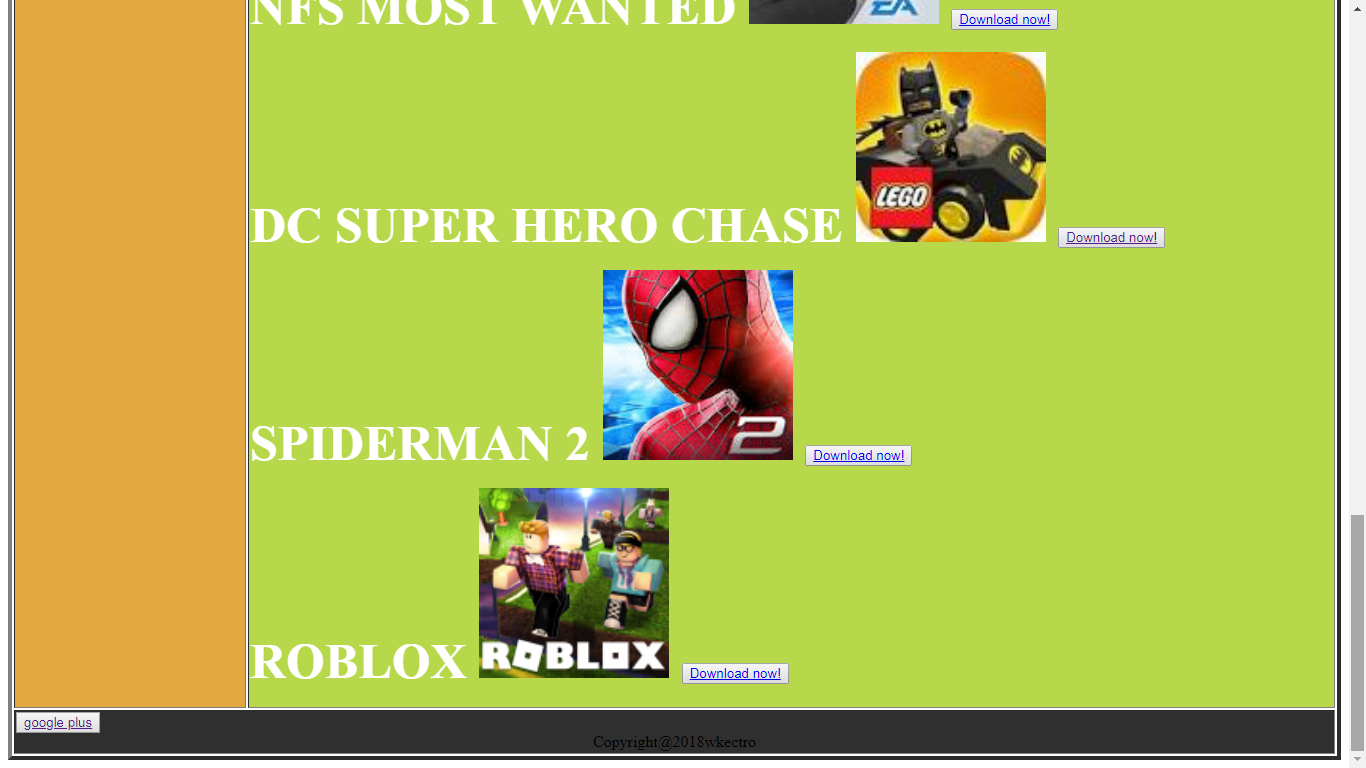 NFS MOST WANTED EA Download now!
LEGO
DC SUPER HERO CHASE Download now!
2
SPIDERMAN 2 Download now!
ROBLOX
ROBLOX Download now!
google plus
Copyright@2018wkectro